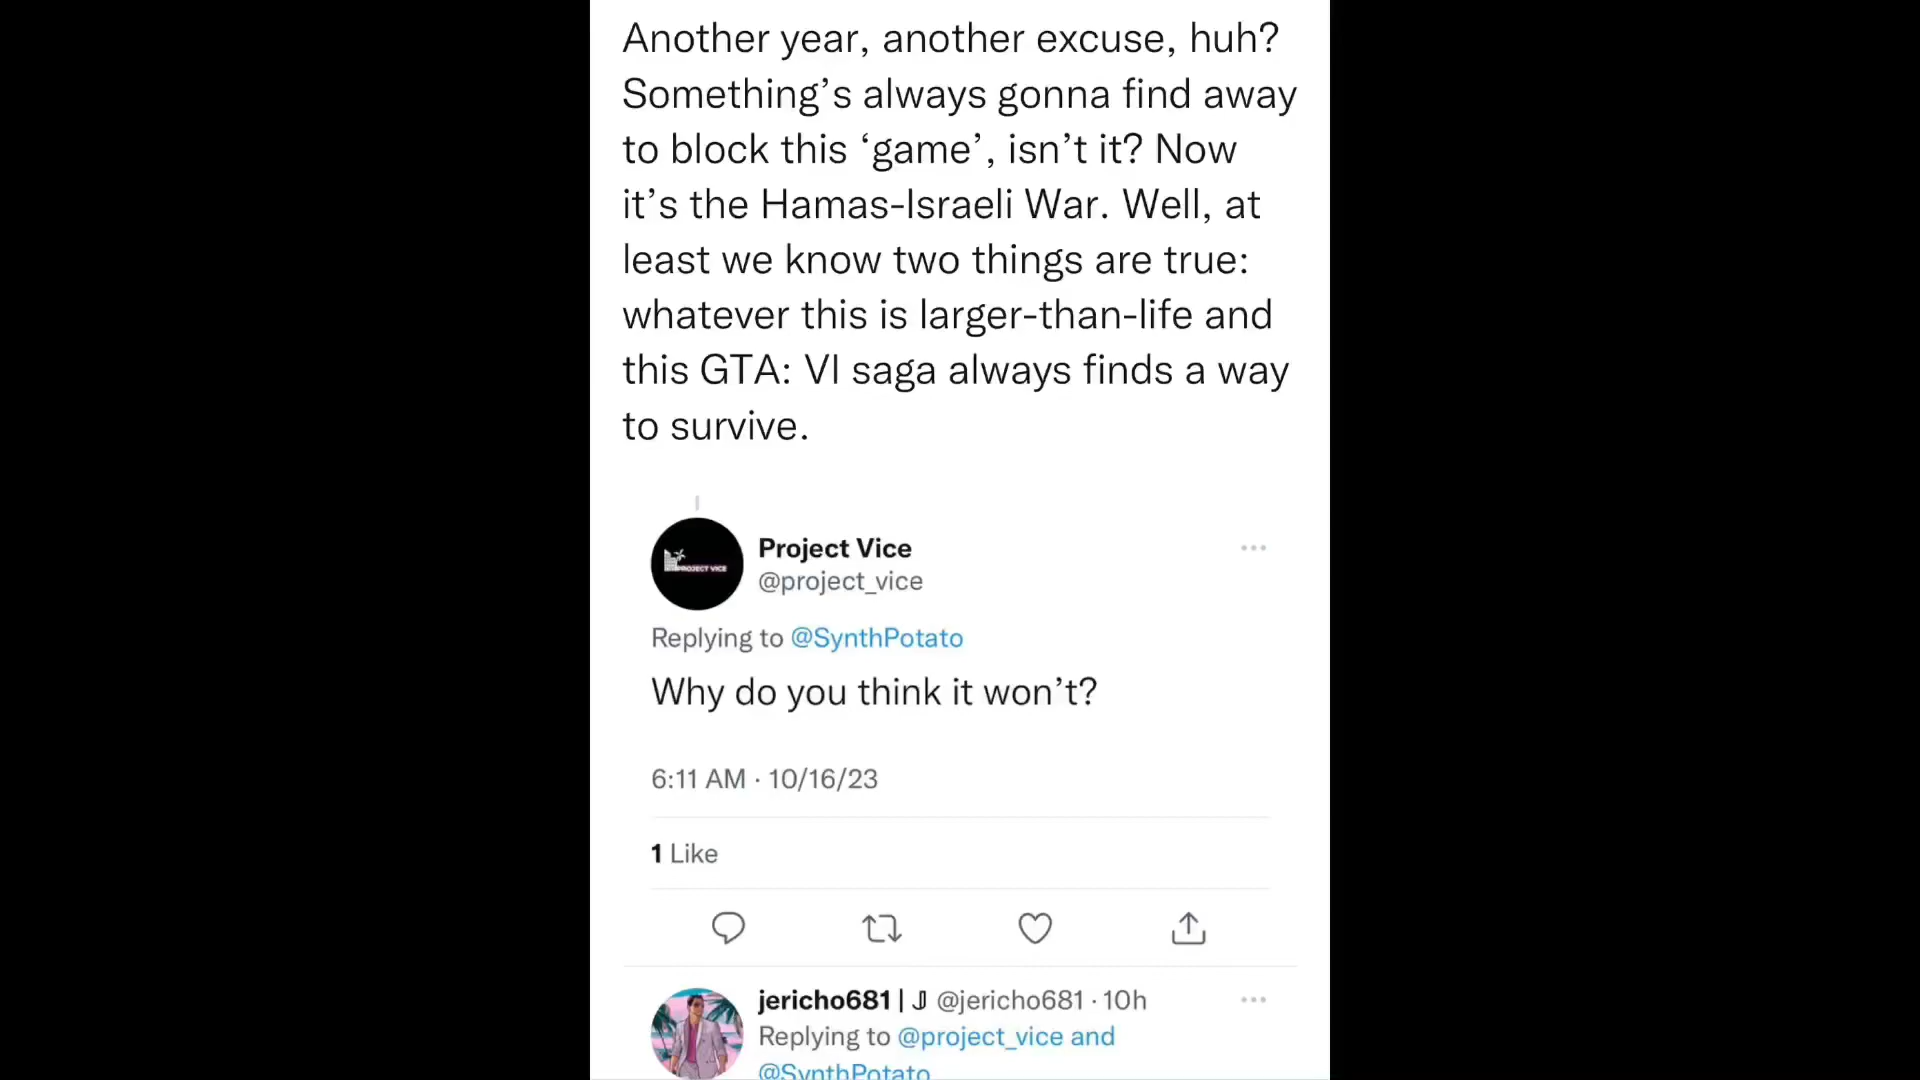 Another year, another excuse, huh?
Something’s always gonna find away
to block this ‘game’, isn’t it? Now
it’s the Hamas-Israeli War. Well, at
least we know two things are true:
whatever this is larger-than-life and
this GTA: VI saga always finds a way
to survive.
PROJECT VICE
Project Vice
@project_vice
Replying to @SynthPotato
Why do you think it won’t?
6:11 AM · 10/16/23
1 Like
jericho681 | J @jericho681 · 10h
Replying to @project_vice and
@SynthPotato